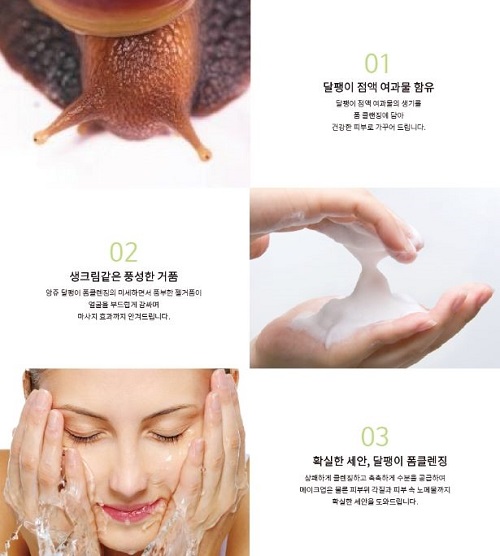 01
달팽이 점액 여과물 함유
달팽이 점액 여과물의 생기를
폼 클렌징에 담아
건강한 피부로 가꾸어 드립니다.
02
생크림같은 풍성한 거품
양쥬 달팽이 폼클렌징의 미세하면서 풍부한 젤거품이
얼굴을 부드럽게 감싸며
마사지 효과까지 안겨드립니다.
03
확실한 세안, 달팽이 폼클렌징
상쾌하게 클렌징하고 촉촉하게 수분을 공급하여
메이크업은 물론 피부위 각질과 피부 속 노폐물까지
확실한 세안을 도와드립니다.